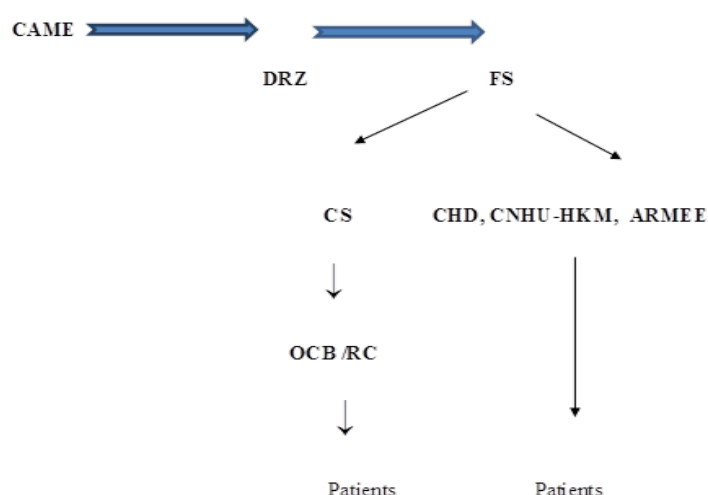 CAME
DRZ FS
CS CHD, CNHU-HKM, ARMEE
OCB /RC
Patients Patients